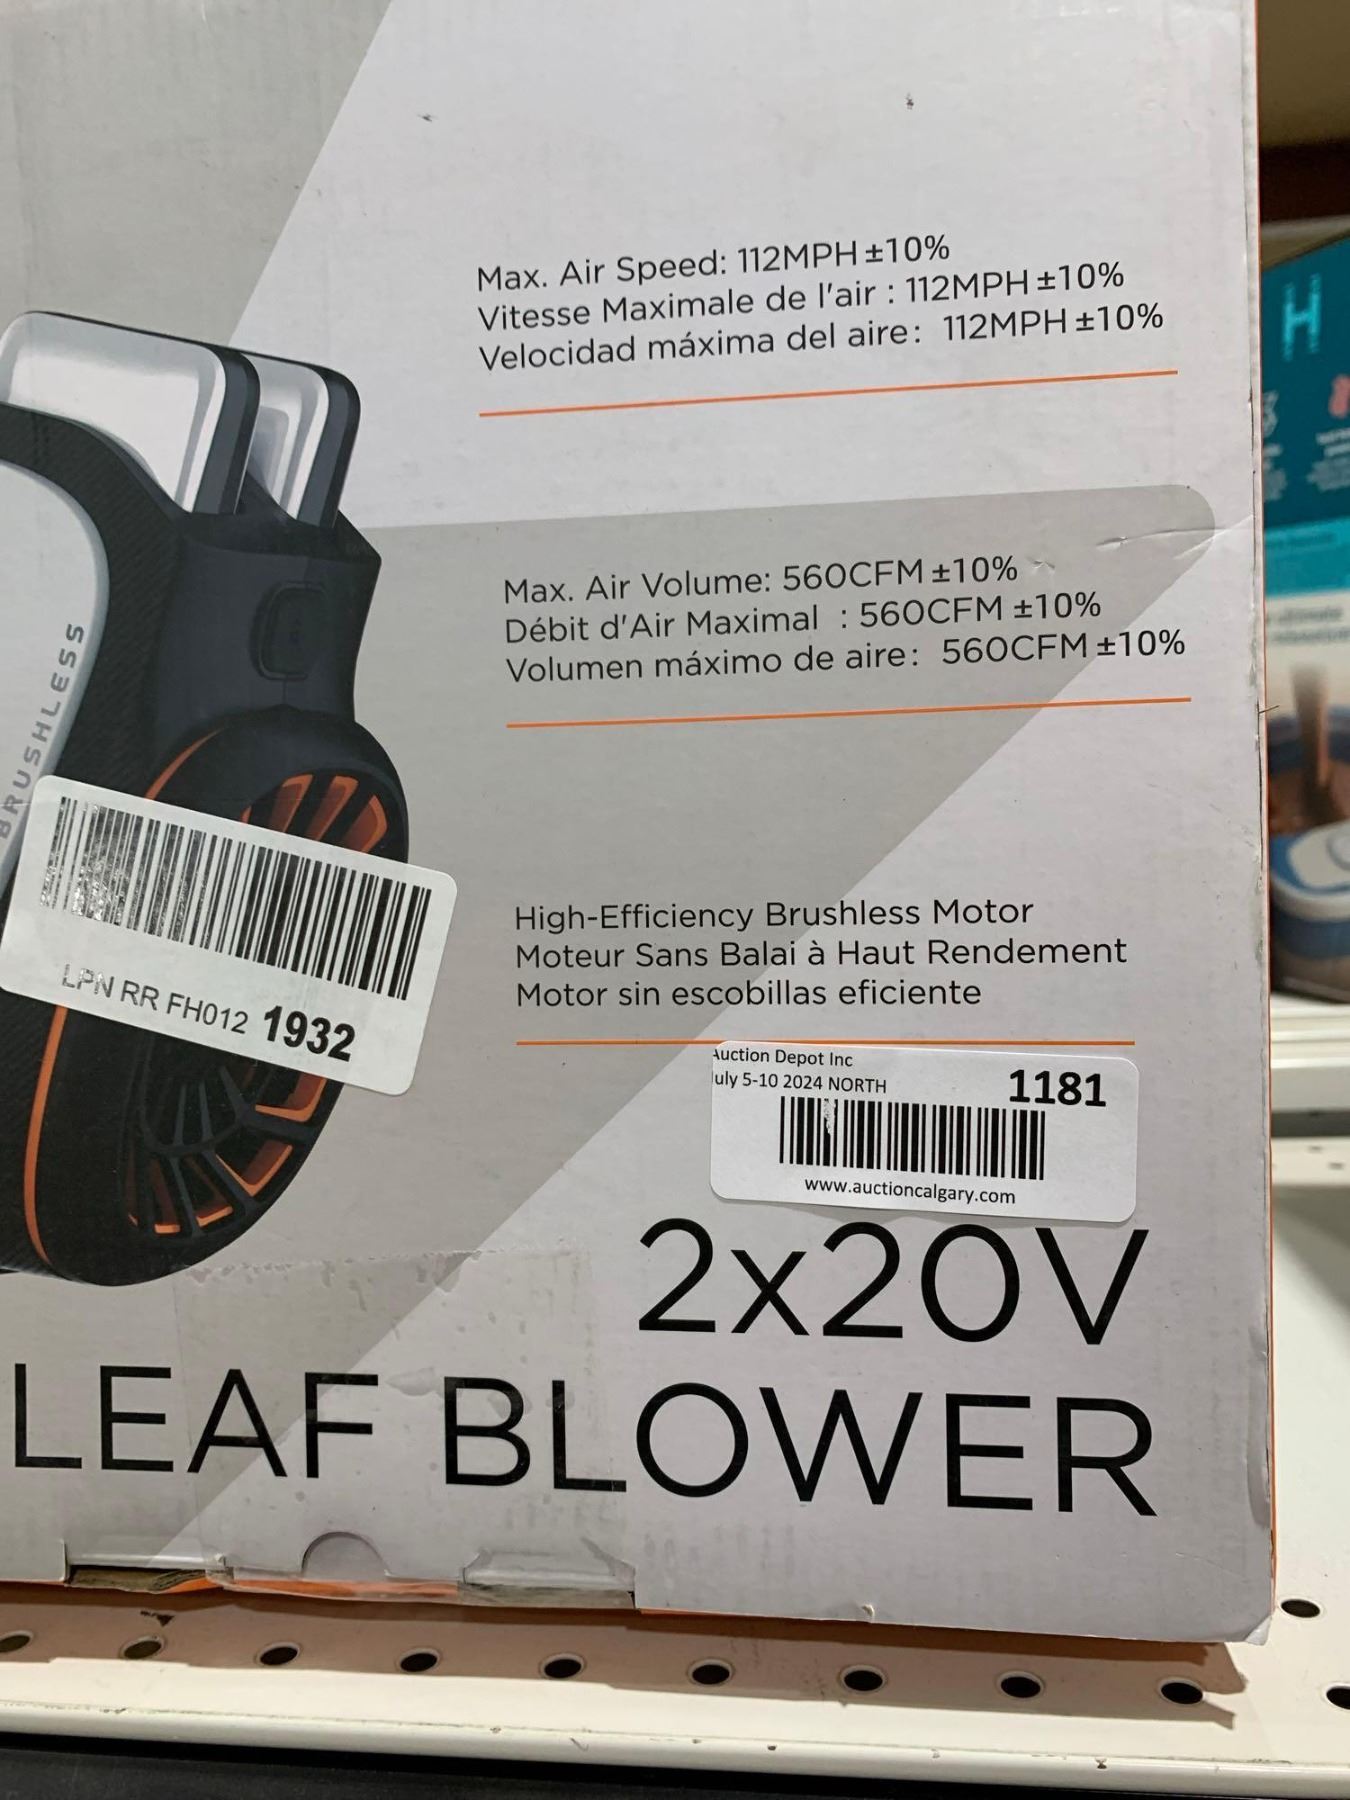 Max. Air Speed: 112MPH ±10%
Vitesse Maximale de l'air : 112MPH ±10%
Velocidad máxima del aire: 112MPH ±10%
Max. Air Volume: 560CFM ±10%
Débit d'Air Maximal : 560CFM ±10%
Volumen máximo de aire: 560CFM ±10%
BRUSHLESS
High-Efficiency Brushless Motor
Moteur Sans Balai à Haut Rendement
Motor sin escobillas eficiente
LPN RR FH012 1932
Auction Depot Inc
uly 5-10 2024 NORTH
1181
www.auctioncalgary.com
2x20V
LEAF BLOWER
H